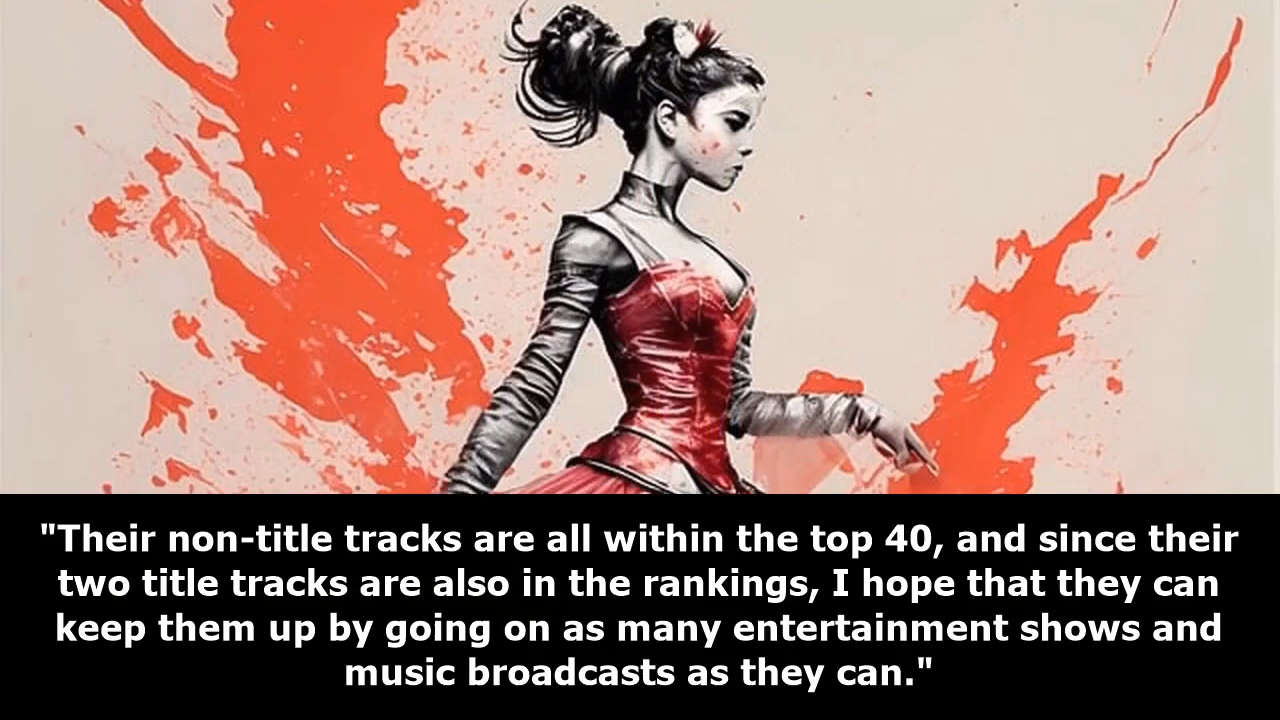 "Their non-title tracks are all within the top 40, and since their
two title tracks are also in the rankings, I hope that they can
keep them up by going on as many entertainment shows and
music broadcasts as they can."